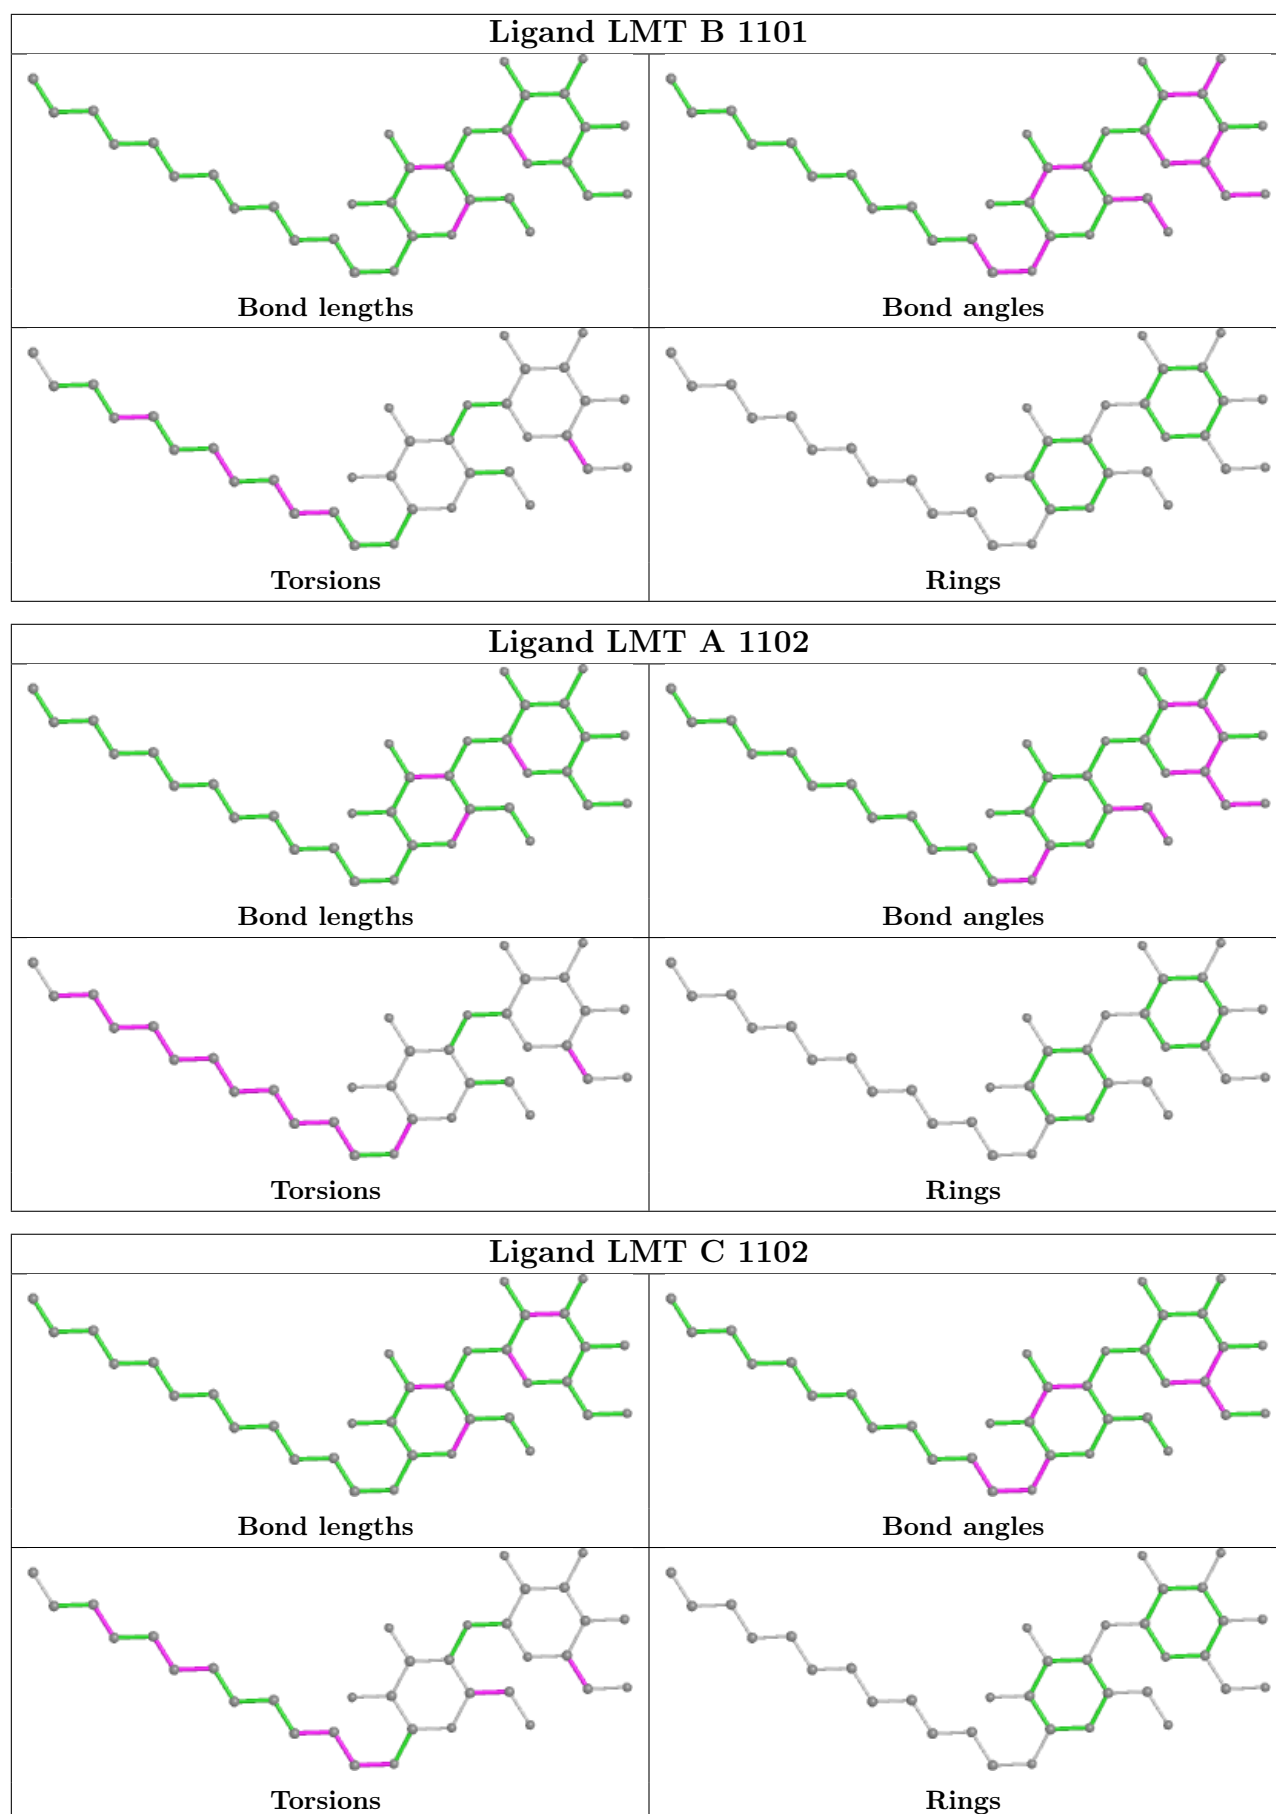 Ligand LMT B 1101
Bond lengths
Bond angles
Torsions
Rings
Ligand LMT A 1102
Bond lengths
Bond angles
Torsions
Rings
Ligand LMT C 1102
Bond lengths
Bond angles
Torsions
Rings